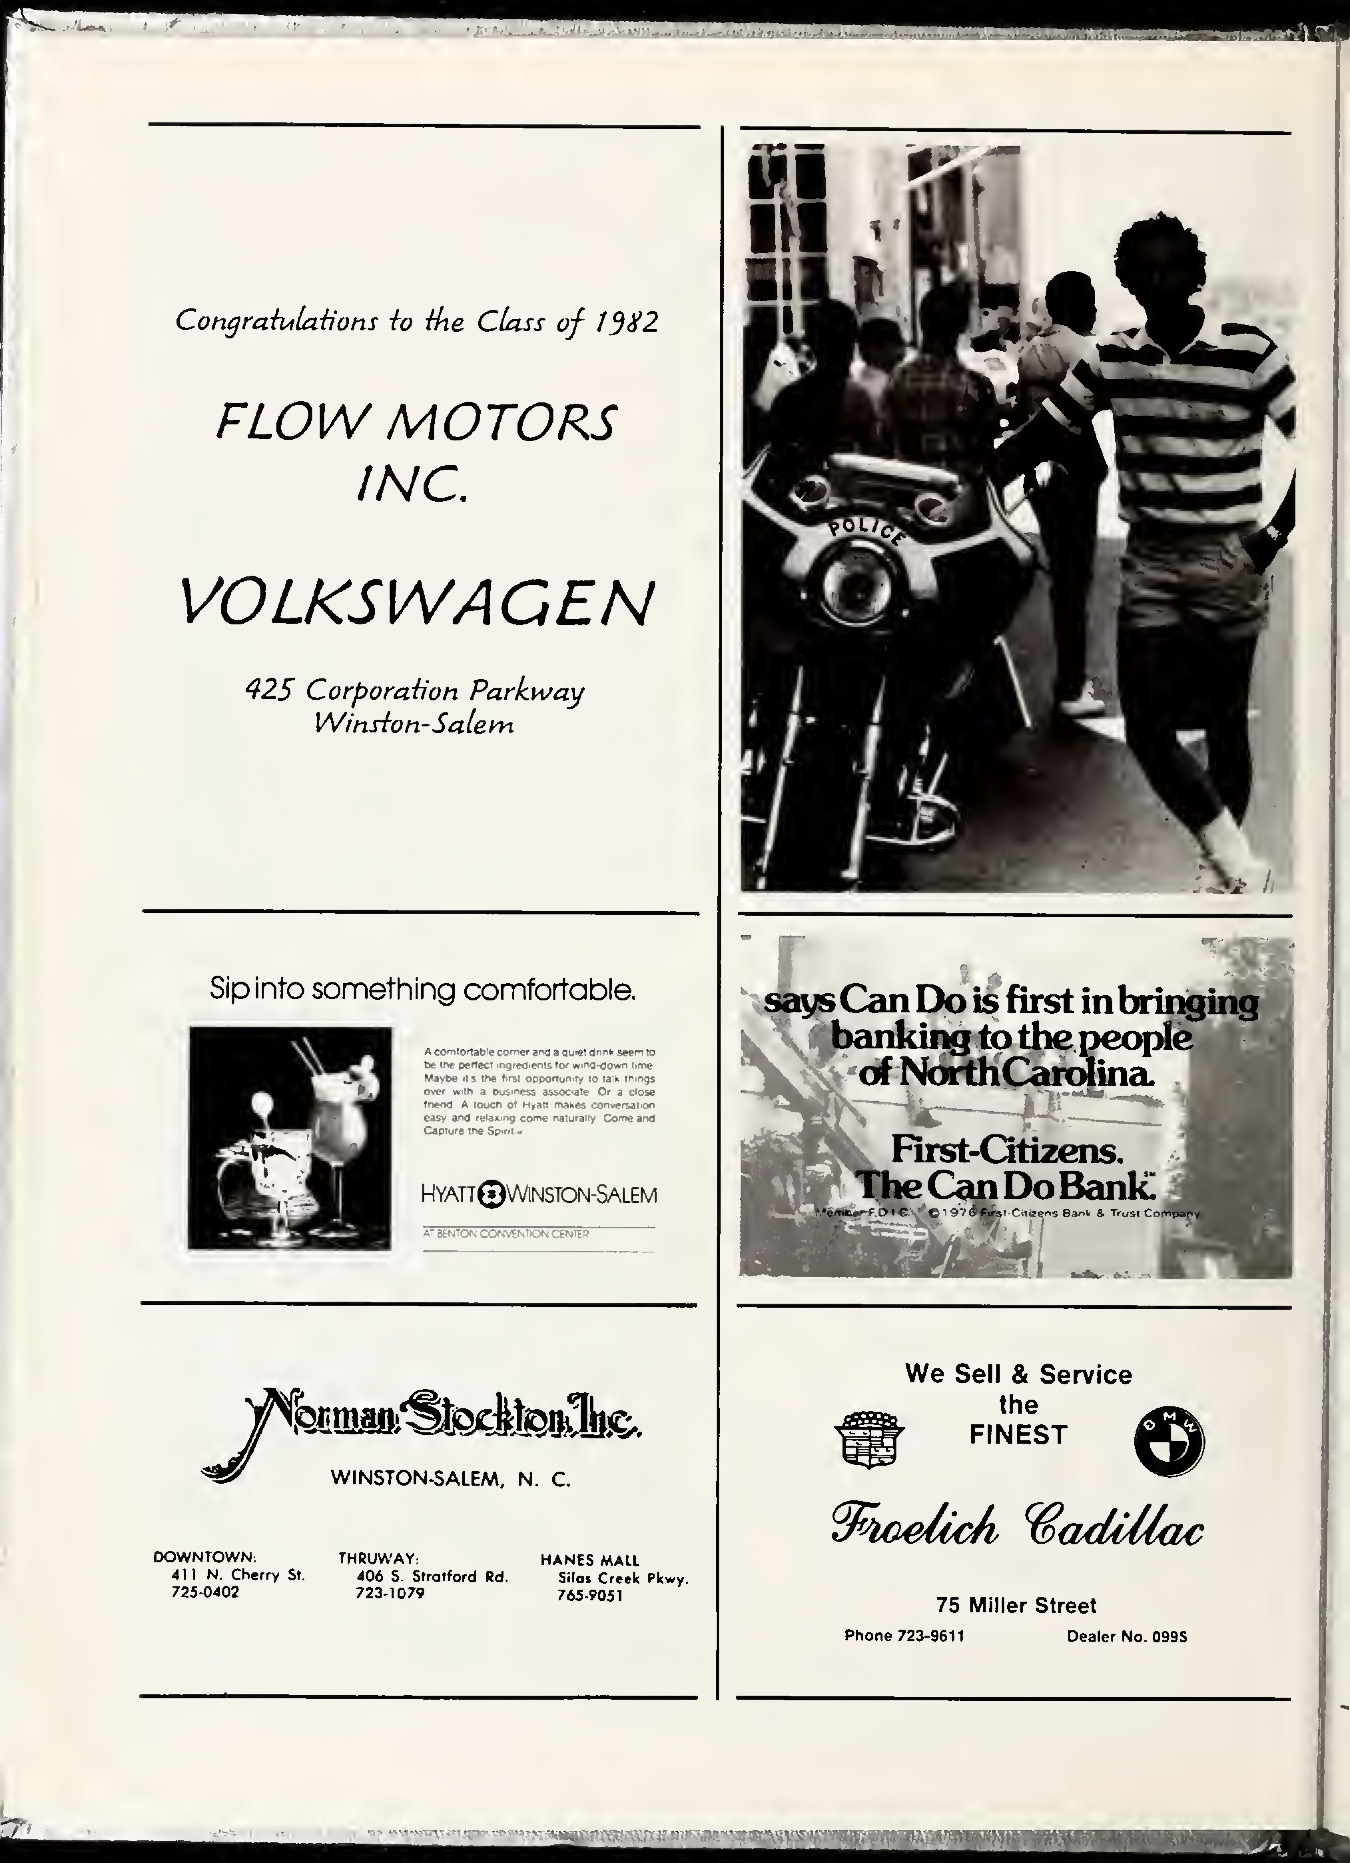 Congratulations to the Class of 1982
FLOW MOTORS
INC.
VOLKSWAGEN
425 Corporation Parkway
Winston-Salem
POLICE
Sip into something comfortable.
A comfortable corner and a quiet drink seem to
be the perfect ingredients for wind-down time.
Maybe it's the first opportunity to talk things
over with a business associate. Or a close
friend. A touch of Hyatt makes conversation
easy and relaxing come naturally. Come and
Capture the Spirit.
HYATT WINSTON-SALEM
AT BENTON CONVENTION CENTER
says Can Do is first in bringing
banking to the people
of North Carolina.
First-Citizens.
The Can Do Bank.
Member F.D.I.C. ©1976 First-Citizens Bank & Trust Company
Norman Stockton, Inc.
WINSTON-SALEM, N. C.
DOWNTOWN:
411 N. Cherry St.
725-0402
THRUWAY:
406 S. Stratford Rd.
723-1079
HANES MALL
Silas Creek Pkwy.
765-9051
We Sell & Service
the
FINEST
BMW
Froelich Cadillac
75 Miller Street
Phone 723-9611 Dealer No. 099S